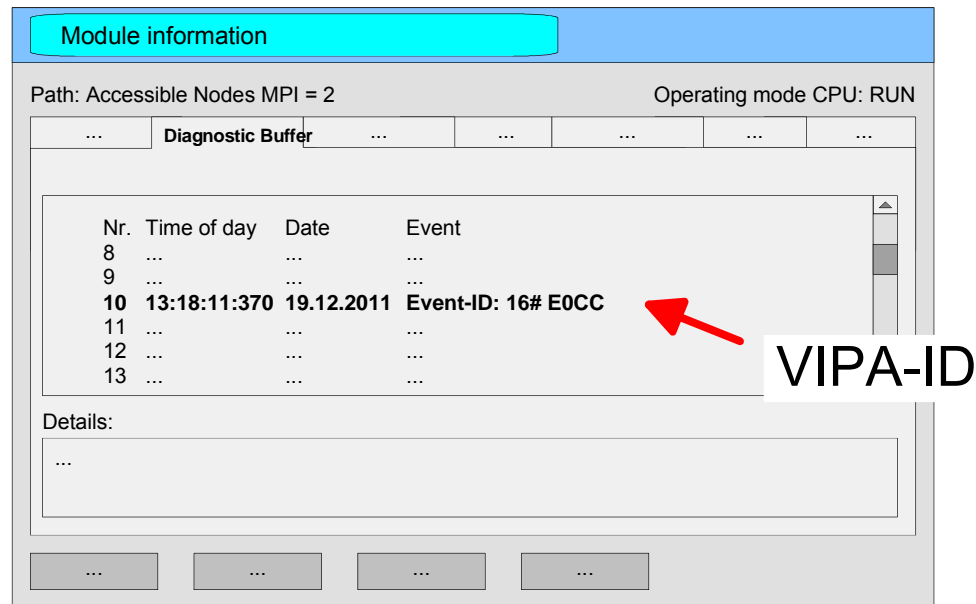 Module information
Path: Accessible Nodes MPI = 2 Operating mode CPU: RUN
... Diagnostic Buffer ... ... ... ... ...
Nr. Time of day Date Event
8 ... ... ...
9 ... ... ...
10 13:18:11:370 19.12.2011 Event-ID: 16# E0CC
11 ... ... ...
12 ... ... ...
13 ... ... ...
VIPA-ID
Details:
...
... ... ... ...